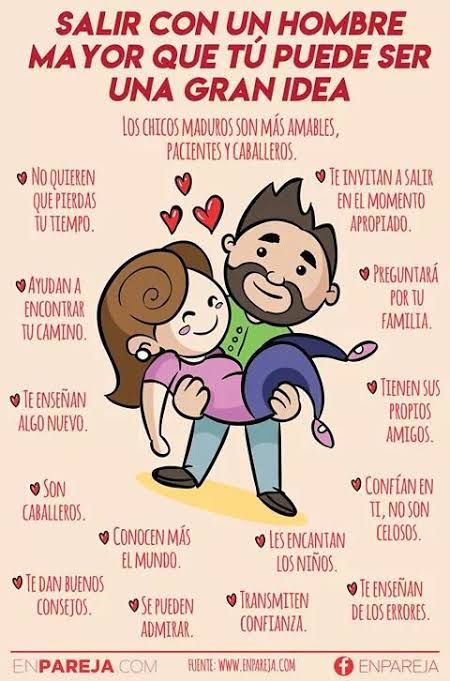 SALIR CON UN HOMBRE
MAYOR QUE TÚ PUEDE SER
UNA GRAN IDEA
LOS CHICOS MADUROS SON MÁS AMABLES,
PACIENTES Y CABALLEROS.
NO QUIEREN
QUE PIERDAS
TU TIEMPO.
TE INVITAN A SALIR
EN EL MOMENTO
APROPIADO.
AYUDAN A
ENCONTRAR
TU CAMINO.
PREGUNTARÁ
POR TU
FAMILIA.
TE ENSEÑAN
ALGO NUEVO.
TIENEN SUS
PROPIOS
AMIGOS.
SON
CABALLEROS.
CONFÍAN EN
TI, NO SON
CELOSOS.
CONOCEN MÁS
EL MUNDO.
LES ENCANTAN
LOS NIÑOS.
TE DAN BUENOS
CONSEJOS.
SE PUEDEN
ADMIRAR.
TRANSMITEN
CONFIANZA.
TE ENSEÑAN
DE LOS ERRORES.
ENPAREJA.COM
FUENTE: WWW.ENPAREJA.COM
f ENPAREJA